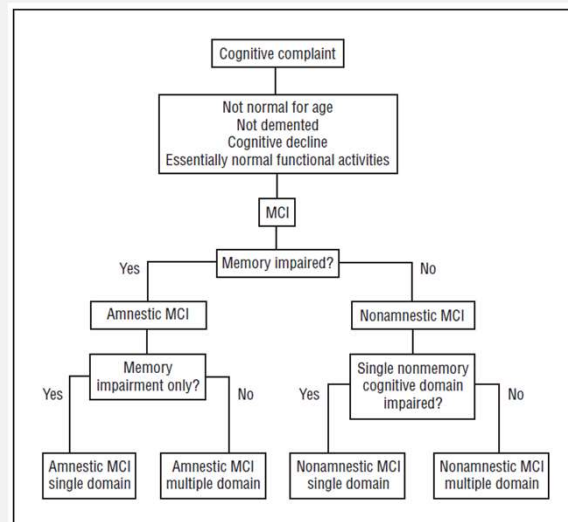 Cognitive complaint
Not normal for age
Not demented
Cognitive decline
Essentially normal functional activities
MCI
Yes
Memory impaired?
No
Amnestic MCI
Nonamnestic MCI
Yes
Memory
impairment only?
No
Yes
Single nonmemory
cognitive domain
impaired?
No
Amnestic MCI
single domain
Amnestic MCI
multiple domain
Nonamnestic MCI
single domain
Nonamnestic MCI
multiple domain